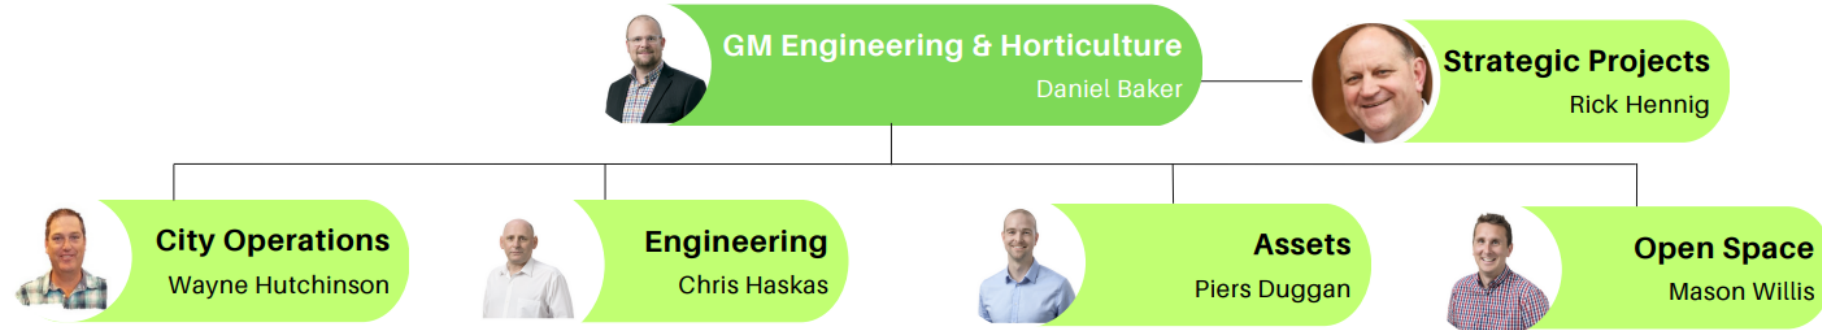 GM Engineering & Horticulture
Daniel Baker
Strategic Projects
Rick Hennig
City Operations
Wayne Hutchinson
Engineering
Chris Haskas
Assets
Piers Duggan
Open Space
Mason Willis